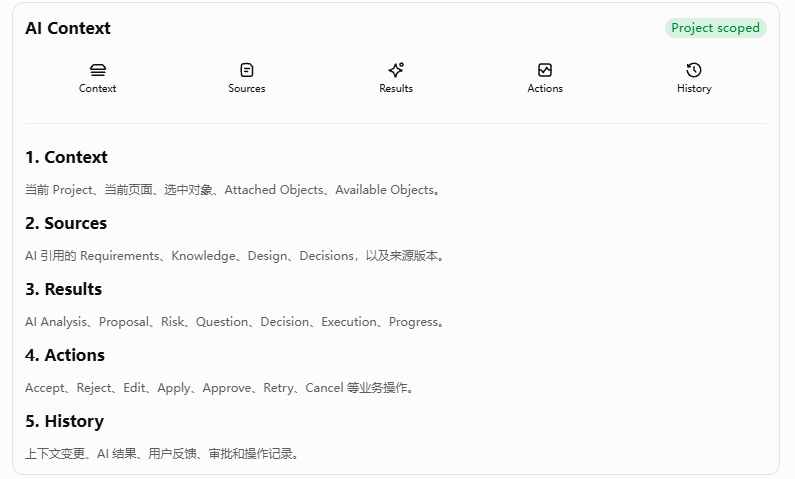 AI Context
Project scoped
Context
Sources
Results
Actions
History
1. Context
当前 Project、当前页面、选中对象、Attached Objects、Available Objects。
2. Sources
AI 引用的 Requirements、Knowledge、Design、Decisions，以及来源版本。
3. Results
AI Analysis、Proposal、Risk、Question、Decision、Execution、Progress。
4. Actions
Accept、Reject、Edit、Apply、Approve、Retry、Cancel 等业务操作。
5. History
上下文变更、AI 结果、用户反馈、审批和操作记录。